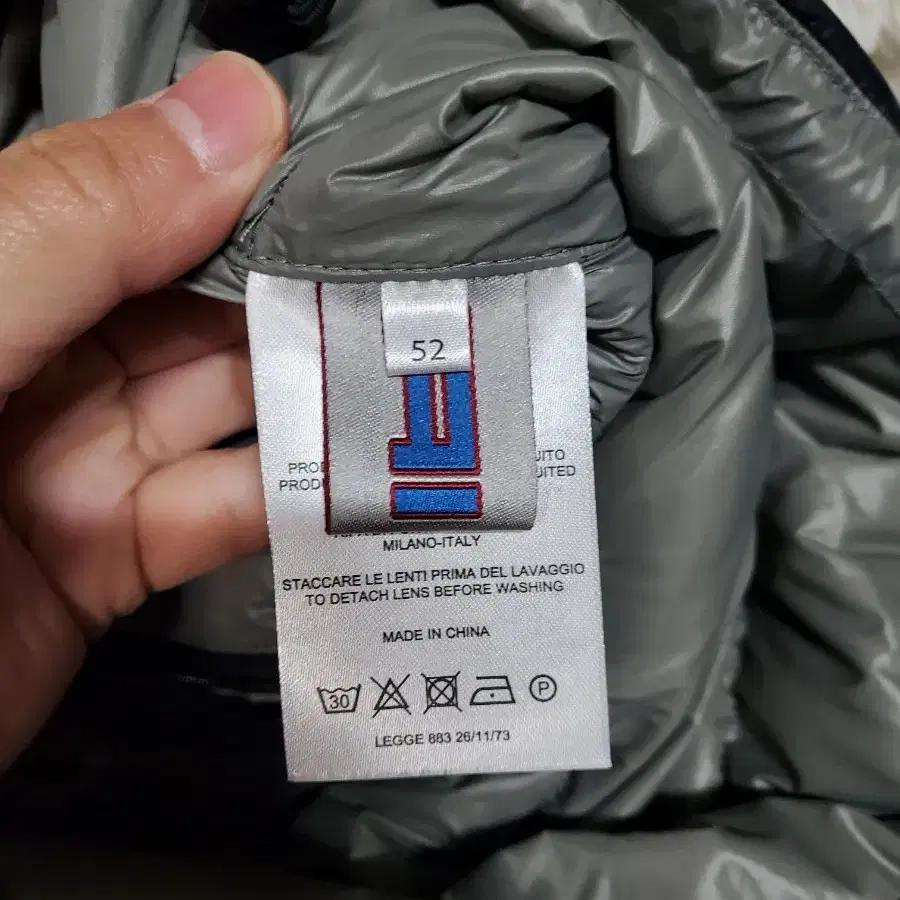 52
MILANO-ITALY
STACCARE LE LENTI PRIMA DEL LAVAGGIO
TO DETACH LENS BEFORE WASHING
MADE IN CHINA
30
P
LEGGE 883 26/11/73